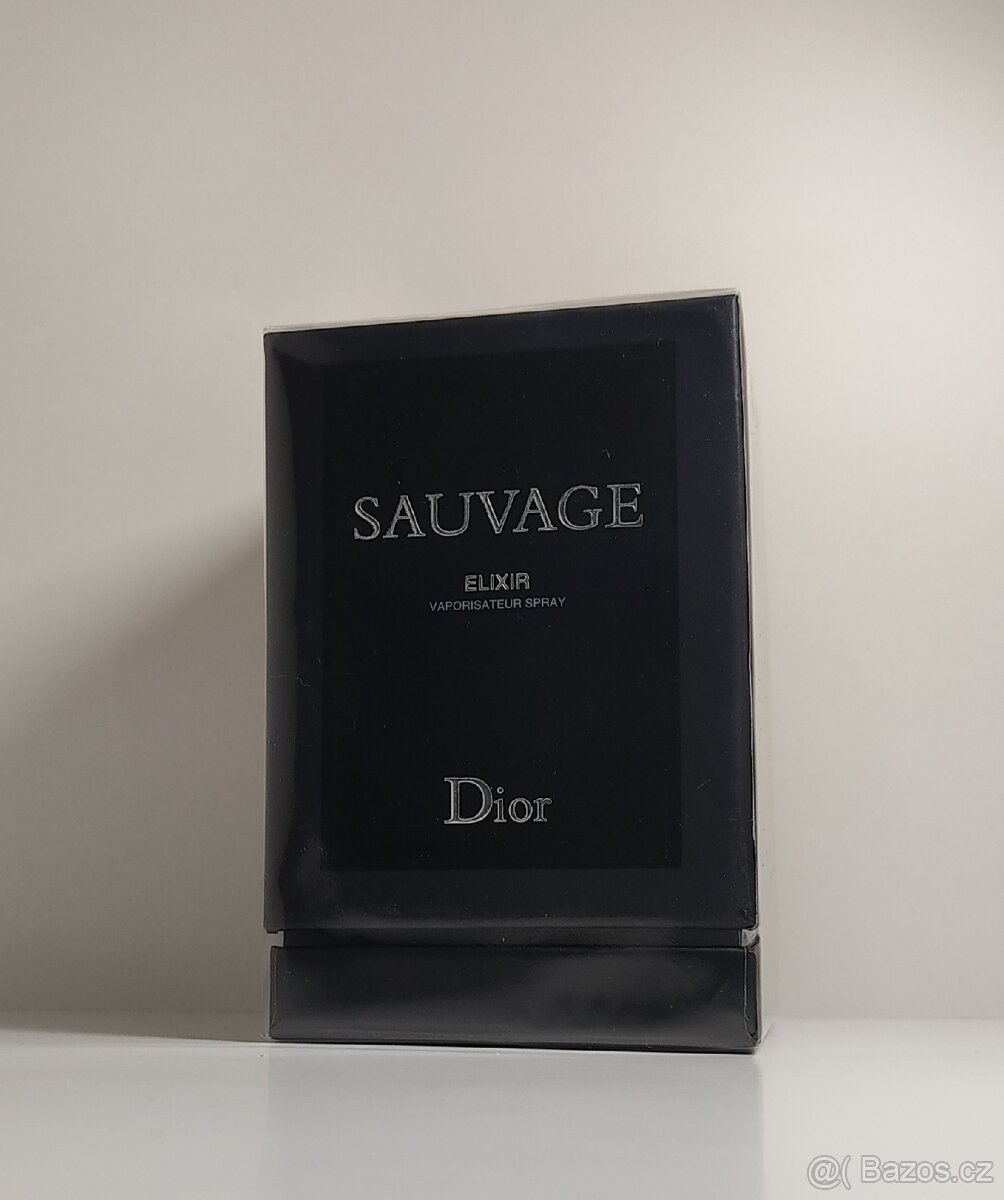 SAUVAGE
ELIXIR
VAPORISATEUR SPRAY
Dior
@( Bazos.cz